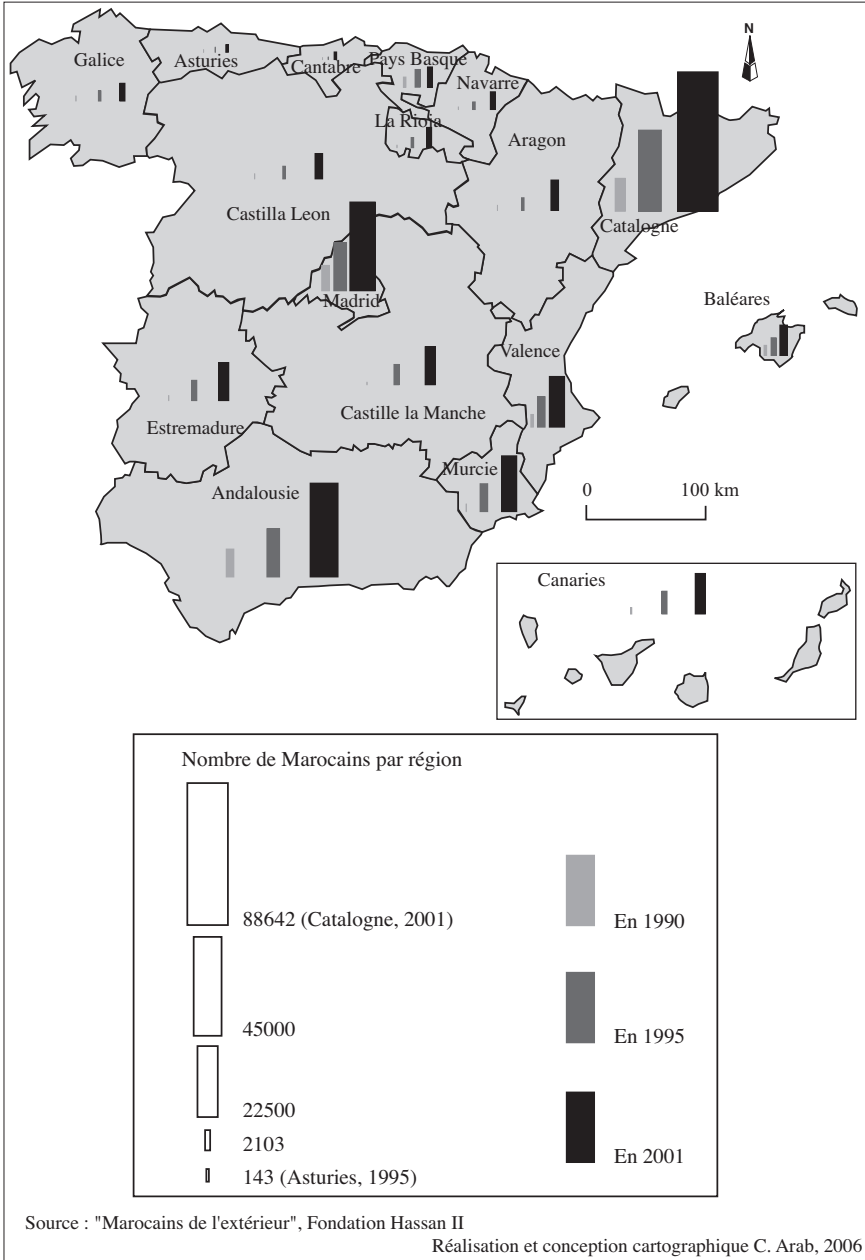 N
Galice
Asturies
Cantabre
Pays Basque
Navarre
La Rioja
Aragon
Castilla Leon
Catalogne
Madrid
Baléares
Valence
Castille la Manche
Estremadure
Murcie
Andalousie
0 100 km
Canaries
Nombre de Marocains par région
88642 (Catalogne, 2001)
45000
22500
2103
143 (Asturies, 1995)
En 1990
En 1995
En 2001
Source : "Marocains de l'extérieur", Fondation Hassan II
Réalisation et conception cartographique C. Arab, 2006